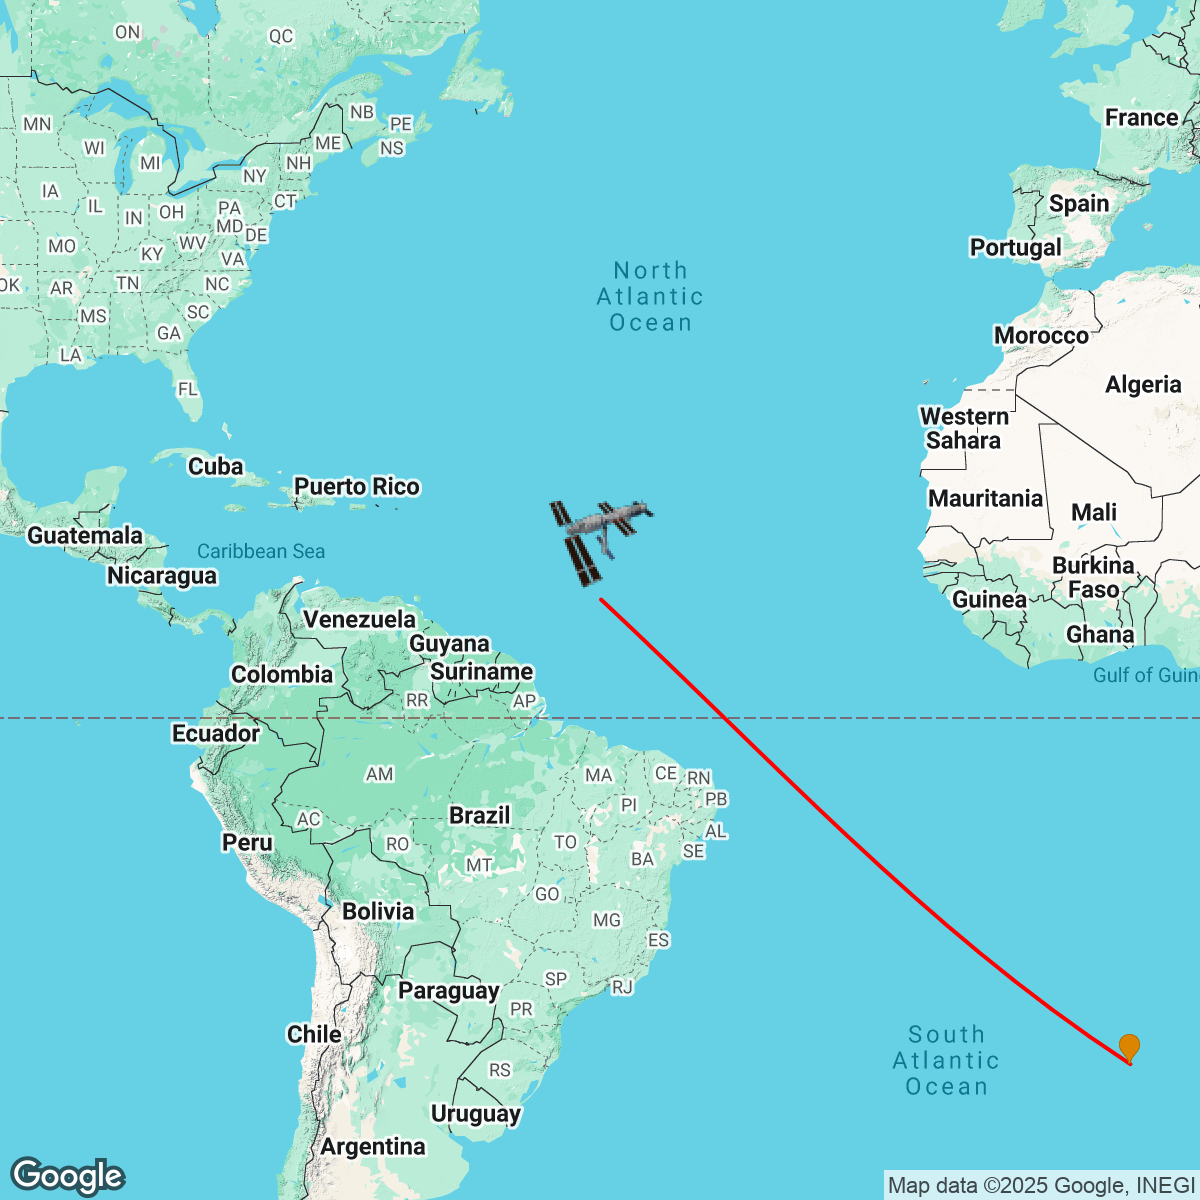 ON
QC
NB
PE
MN
ME
NS
WI
MI
NH
NY
France
IA
IL
IN
OH
PA
CT
MD
DE
Spain
MO
KY
WV
VA
Portugal
OK
AR
TN
NC
North
Atlantic
Ocean
MS
SC
GA
Morocco
LA
FL
Algeria
Western
Sahara
Cuba
Puerto Rico
Mauritania
Mali
Guatemala
Caribbean Sea
Nicaragua
Burkina
Faso
Guinea
Venezuela
Ghana
Guyana
Colombia
Suriname
Gulf of Guin
RR
AP
Ecuador
AM
MA
CE
RN
PI
PB
AC
Brazil
AL
Peru
RO
TO
SE
MT
BA
GO
Bolivia
MG
ES
SP
RJ
Paraguay
PR
Chile
South
Atlantic
Ocean
RS
Uruguay
Argentina
Google
Map data ©2025 Google, INEGI